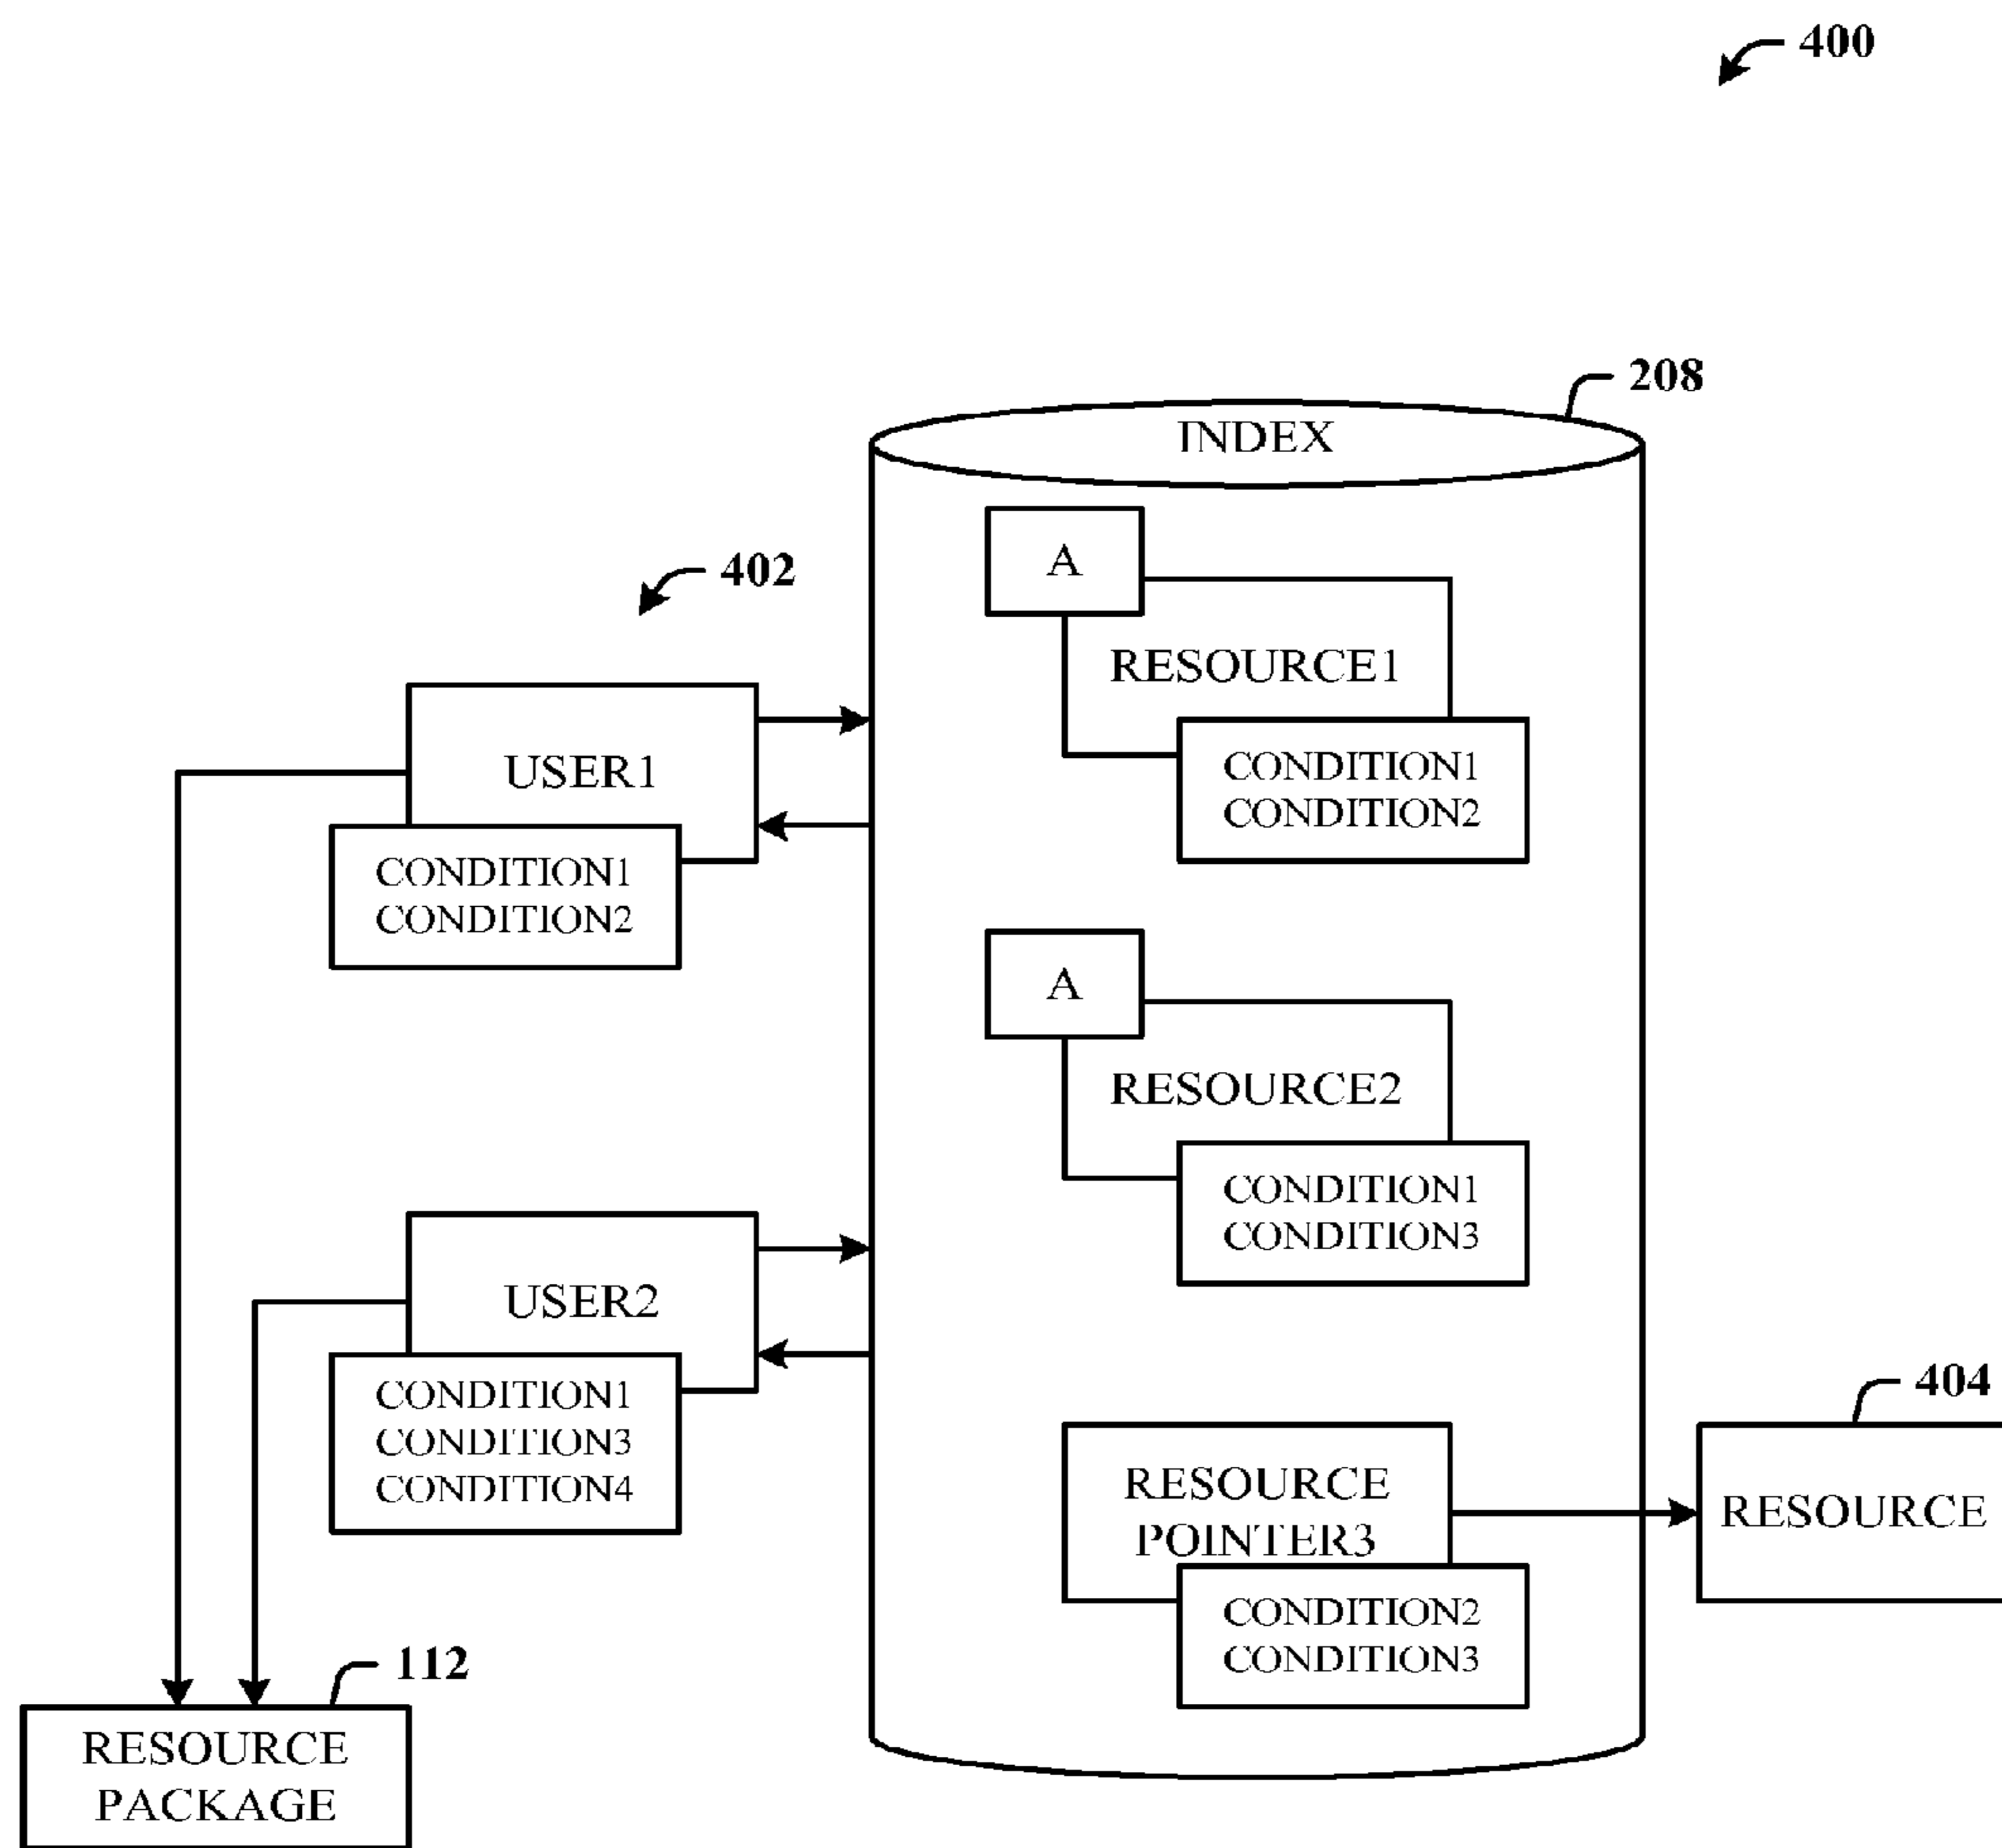 400
208
INDEX
A
402
RESOURCE1
USER1
CONDITION1
CONDITION2
CONDITION1
CONDITION2
A
RESOURCE2
CONDITION1
CONDITION3
USER2
CONDITION1
CONDITION3
CONDITION4
404
RESOURCE
POINTER3
RESOURCE
CONDITION2
CONDITION3
112
RESOURCE
PACKAGE